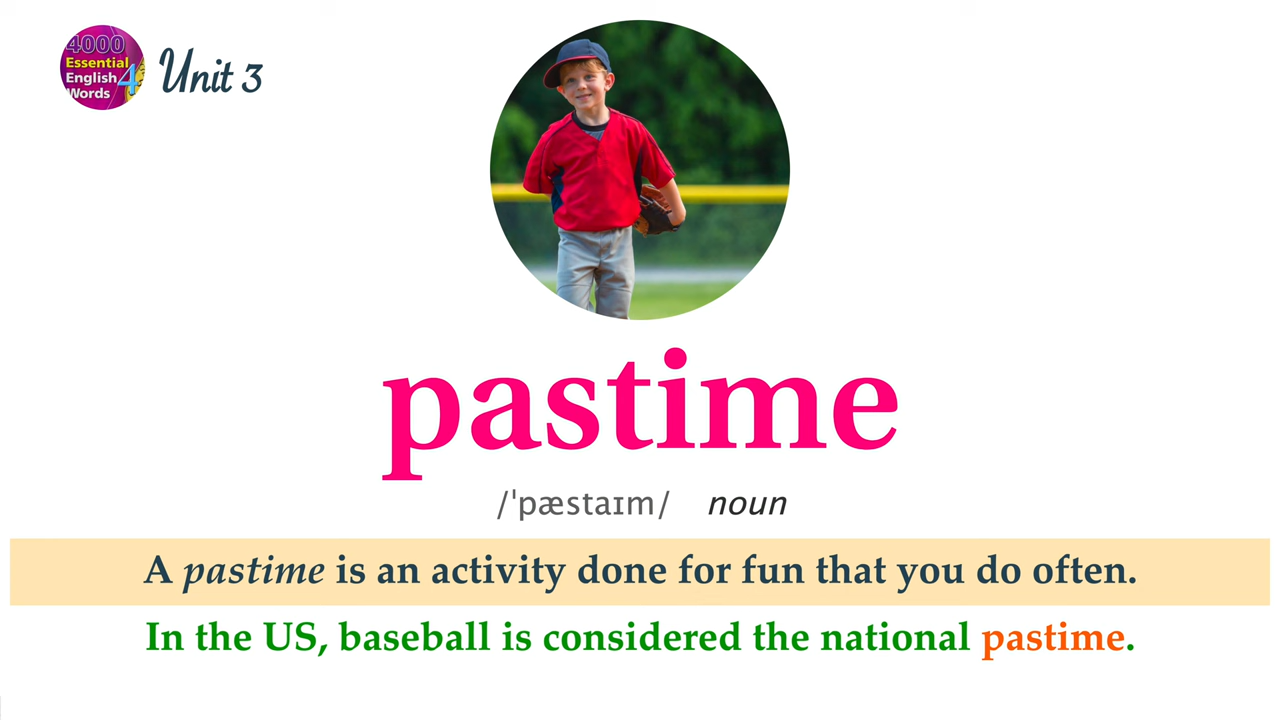 4000
Essential
English
Words 4
Unit 3
pastime
/ˈpæstaɪm/ noun
A pastime is an activity done for fun that you do often.
In the US, baseball is considered the national pastime.